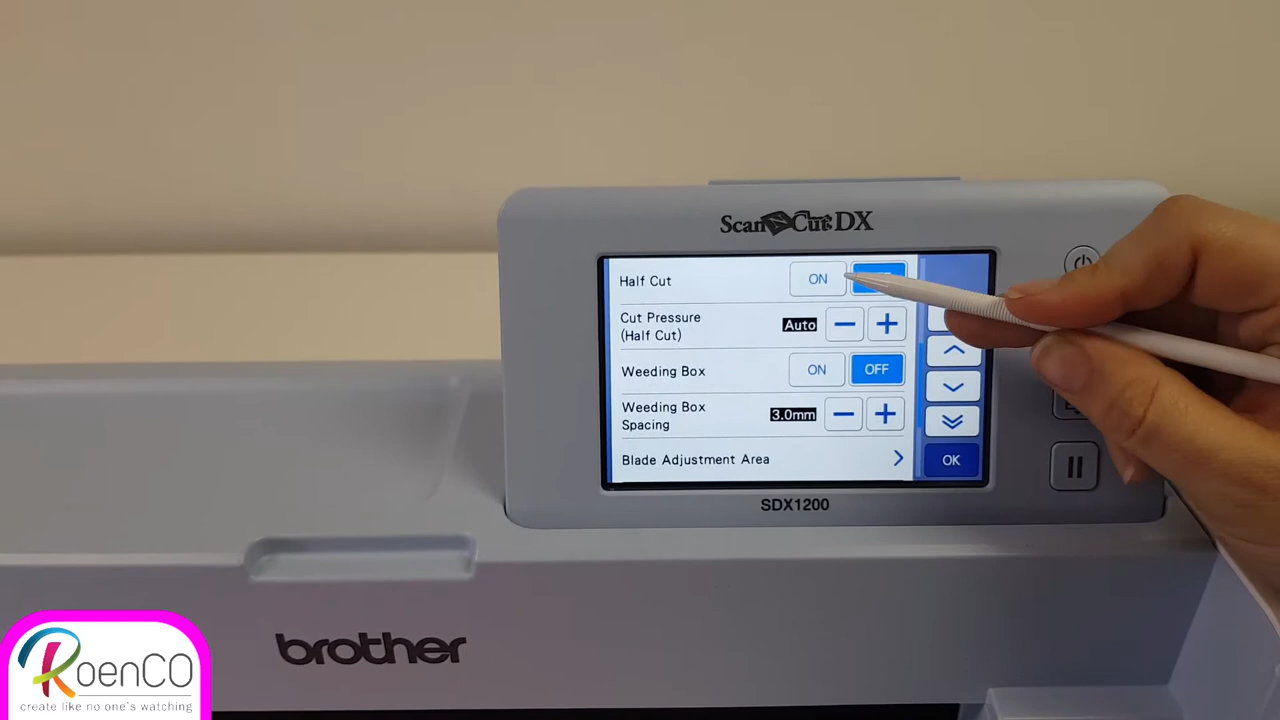 ScanNCut DX
Half Cut ON
Cut Pressure
(Half Cut) Auto
Weeding Box ON OFF
Weeding Box
Spacing 3.0mm
Blade Adjustment Area
OK
SDX1200
brother
RoenCO
create like no one's watching